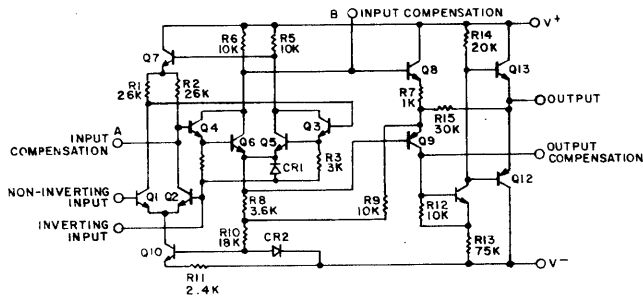 B INPUT COMPENSATION
V+
R6
10K
R5
10K
R14
20K
Q7
Q8
Q13
R1
26K
R2
26K
R7
1K
OUTPUT
R15
30K
A
INPUT
COMPENSATION
Q4
Q6
Q5
Q3
Q9
OUTPUT
COMPENSATION
CR1
R3
3K
NON-INVERTING
INPUT
Q1
Q2
R8
3.6K
R9
10K
Q12
R12
10K
INVERTING
INPUT
R10
18K
CR2
R13
75K
Q10
R11
2.4K
V-